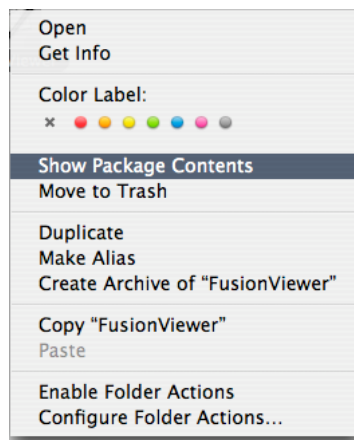 Open
Get Info
Color Label:
Show Package Contents
Move to Trash
Duplicate
Make Alias
Create Archive of “FusionViewer”
Copy “FusionViewer”
Paste
Enable Folder Actions
Configure Folder Actions...